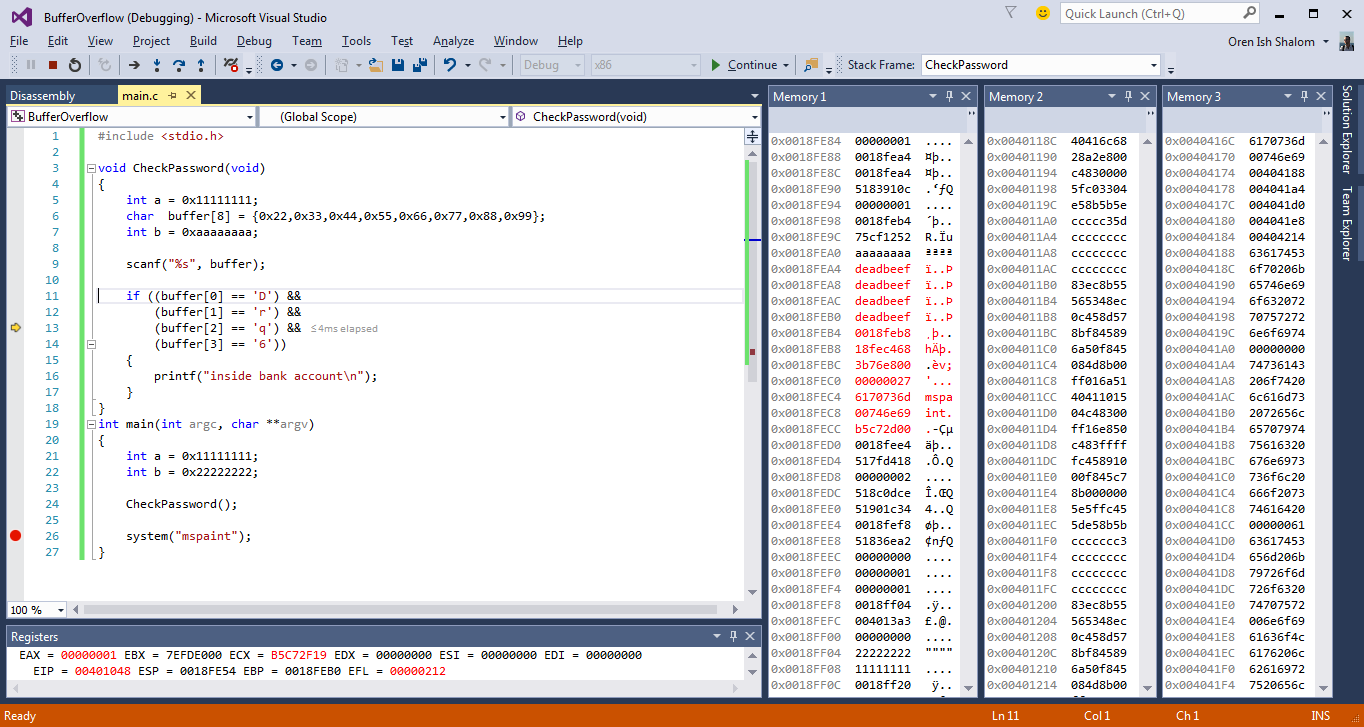 BufferOverflow (Debugging) - Microsoft Visual Studio
Quick Launch (Ctrl+Q)
File Edit View Project Build Debug Team Tools Test Analyze Window Help
Oren Ish Shalom
Debug x86 Continue Stack Frame: CheckPassword
Disassembly main.c
BufferOverflow (Global Scope) CheckPassword(void)
1 #include <stdio.h>
2
3 void CheckPassword(void)
4 {
5 int a = 0x11111111;
6 char buffer[8] = {0x22,0x33,0x44,0x55,0x66,0x77,0x88,0x99};
7 int b = 0xaaaaaaaa;
8
9 scanf("%s", buffer);
10
11 if ((buffer[0] == 'D') &&
12 (buffer[1] == 'r') &&
13 (buffer[2] == 'q') && ≤4ms elapsed
14 (buffer[3] == '6'))
15 {
16 printf("inside bank account\n");
17 }
18 }
19 int main(int argc, char **argv)
20 {
21 int a = 0x11111111;
22 int b = 0x22222222;
23
24 CheckPassword();
25
26 system("mspaint");
27 }
100 %
Registers
EAX = 00000001 EBX = 7EFDE000 ECX = B5C72F19 EDX = 00000000 ESI = 00000000 EDI = 00000000
EIP = 00401048 ESP = 0018FE54 EBP = 0018FEB0 EFL = 00000212
Memory 1
0x0018FE84 00000001 ....
0x0018FE88 0018fea4 ¤þ..
0x0018FE8C 0018fea4 ¤þ..
0x0018FE90 5183910c .‘ƒQ
0x0018FE94 00000001 ....
0x0018FE98 0018feb4 ´þ..
0x0018FE9C 75cf1252 R.Ïu
0x0018FEA0 aaaaaaaa ªªªª
0x0018FEA4 deadbeef ï..Þ
0x0018FEA8 deadbeef ï..Þ
0x0018FEAC deadbeef ï..Þ
0x0018FEB0 deadbeef ï..Þ
0x0018FEB4 0018feb8 ¸þ..
0x0018FEB8 18fec468 hÄþ.
0x0018FEBC 3b76e800 .èv;
0x0018FEC0 00000027 '...
0x0018FEC4 6170736d mspa
0x0018FEC8 00746e69 int.
0x0018FECC b5c72d00 .-Çµ
0x0018FED0 0018fee4 äþ..
0x0018FED4 517fd418 .Ô.Q
0x0018FED8 00000002 ....
0x0018FEDC 518c0dce Î.ŒQ
0x0018FEE0 51901c34 4..Q
0x0018FEE4 0018fef8 øþ..
0x0018FEE8 51836ea2 ¢nƒQ
0x0018FEEC 00000000 ....
0x0018FEF0 00000001 ....
0x0018FEF4 00000001 ....
0x0018FEF8 0018ff04 .ÿ..
0x0018FEFC 004013a3 £.@.
0x0018FF00 00000000 ....
0x0018FF04 22222222 """"
0x0018FF08 11111111 ....
0x0018FF0C 0018ff20 ÿ..
Memory 2
0x0040118C 40416c68
0x00401190 28a2e800
0x00401194 c4830000
0x00401198 5fc03304
0x0040119C e58b5b5e
0x004011A0 ccccc35d
0x004011A4 cccccccc
0x004011A8 cccccccc
0x004011AC cccccccc
0x004011B0 83ec8b55
0x004011B4 565348ec
0x004011B8 0c458d57
0x004011BC 8bf84589
0x004011C0 6a50f845
0x004011C4 084d8b00
0x004011C8 ff016a51
0x004011CC 40411015
0x004011D0 04c48300
0x004011D4 ff16e850
0x004011D8 c483ffff
0x004011DC fc458910
0x004011E0 00f845c7
0x004011E4 8b000000
0x004011E8 5e5ffc45
0x004011EC 5de58b5b
0x004011F0 ccccccc3
0x004011F4 cccccccc
0x004011F8 cccccccc
0x004011FC cccccccc
0x00401200 83ec8b55
0x00401204 565348ec
0x00401208 0c458d57
0x0040120C 8bf84589
0x00401210 6a50f845
0x00401214 084d8b00
Memory 3
0x0040416C 6170736d
0x00404170 00746e69
0x00404174 00404188
0x00404178 004041a4
0x0040417C 004041d0
0x00404180 004041e8
0x00404184 00404214
0x00404188 63617453
0x0040418C 6f70206b
0x00404190 65746e69
0x00404194 6f632072
0x00404198 70757272
0x0040419C 6e6f6974
0x004041A0 00000000
0x004041A4 74736143
0x004041A8 206f7420
0x004041AC 6c616d73
0x004041B0 2072656c
0x004041B4 65707974
0x004041B8 75616320
0x004041BC 676e6973
0x004041C0 736f6c20
0x004041C4 666f2073
0x004041C8 74616420
0x004041CC 00000061
0x004041D0 63617453
0x004041D4 656d206b
0x004041D8 79726f6d
0x004041DC 726f6320
0x004041E0 74707572
0x004041E4 006e6f69
0x004041E8 61636f4c
0x004041EC 6176206c
0x004041F0 62616972
0x004041F4 7520656c
Solution Explorer
Team Explorer
Ready Ln 11 Col 1 Ch 1 INS